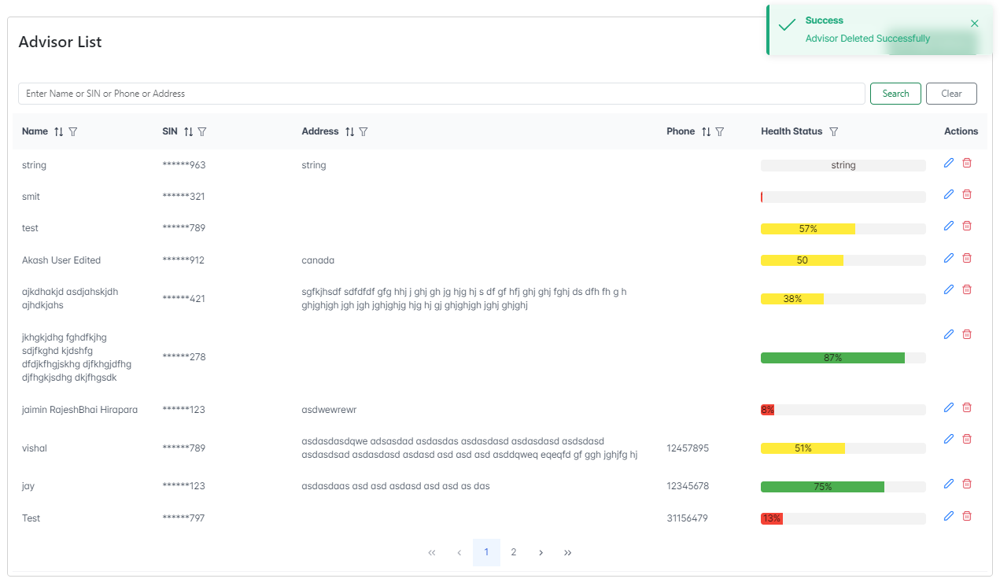 Success
Advisor List
Advisor Deleted Successfully
Enter Name or SIN or Phone or Address
Search
Clear
Name
SIN
Address
Phone
Health Status
Actions
string
******963
string
string
smit
******321
test
******789
57%
Akash User Edited
******912
canada
50
ajkdhakjd asdjahskjdh
ajhdkjahs
******421
sgfkjhsdf sdfdfdf gfg hhj j ghj gh jg hjg hj s df gf hfj ghj ghj fghj ds dfh fh g h
ghjghjgh jgh jgh jghjghjg hjg hj gj ghjghjgh jghj ghjghj
38%
jkhgkjdhg fghdfkjhg
sdjfkghd kjdshfg
dfdjkfhgjskhg djfkhgjdfhg
djfhgkjsdhg dkjfhgsdk
******278
87%
jaimin RajeshBhai Hirapara
******123
asdwewrewr
8%
vishal
******789
asdasdasdqwe adsasdad asdasdas asdasdasd asdasdasd asdsdasd
asdasdsad asdasdasd asdasd asd asd asd asddqweq eqeqfd gf ggh jghjfg hj
12457895
51%
jay
******123
asdasdaas asd asd asdasd asd asd as das
12345678
75%
Test
******797
31156479
13%
1
2